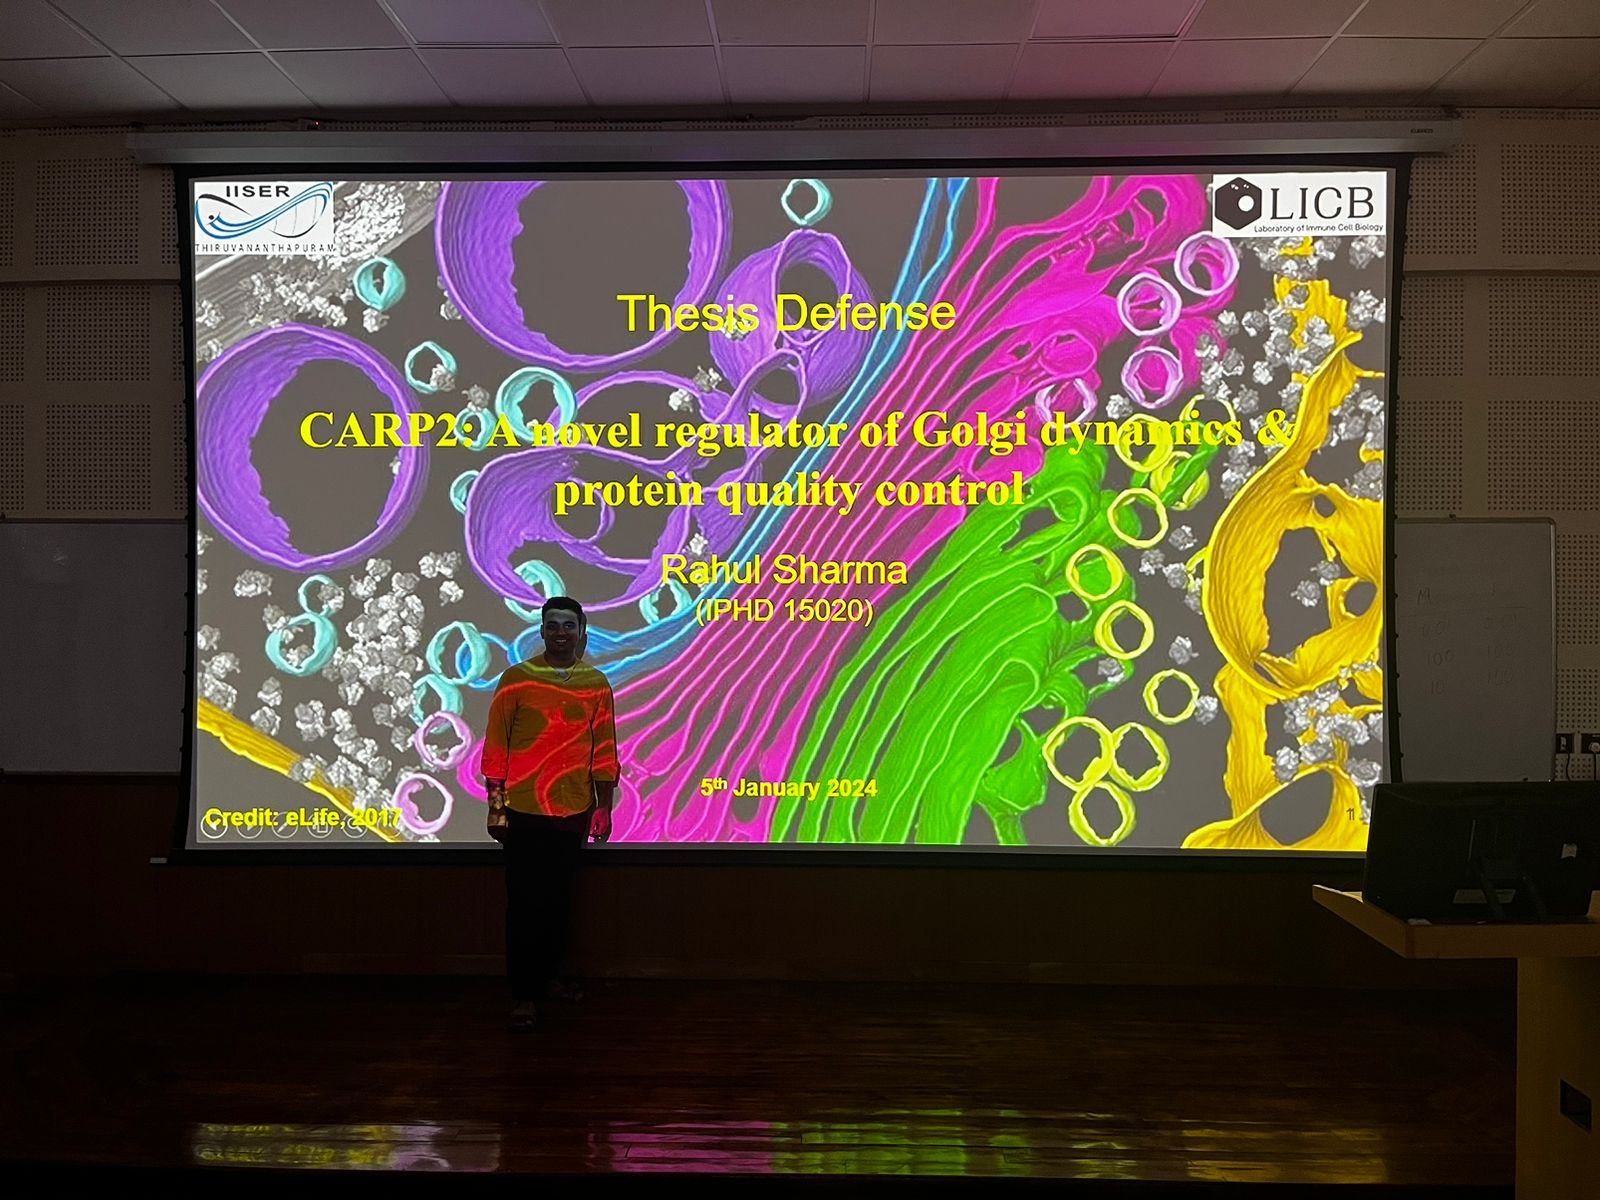 IISER
THIRUVANANTHAPURAM
LICB
Laboratory of Immune Cell Biology
Thesis Defense
CARP2: A novel regulator of Golgi dynamics &
protein quality control
Rahul Sharma
(IPHD 15020)
5th January 2024
Credit: eLife, 2017